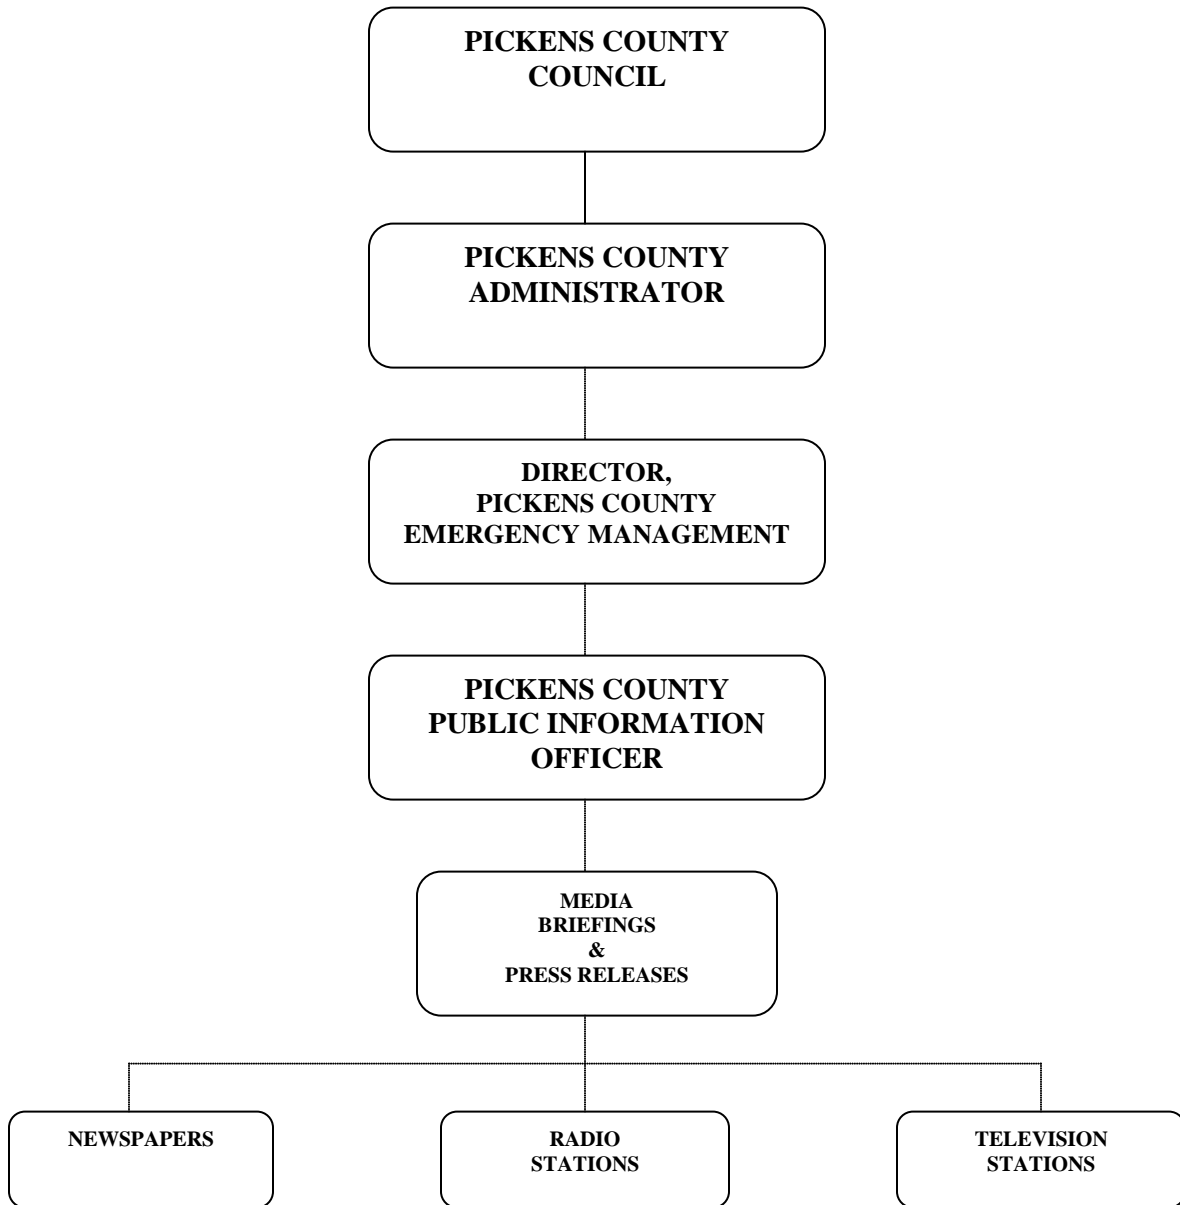 PICKENS COUNTY
COUNCIL
PICKENS COUNTY
ADMINISTRATOR
DIRECTOR,
PICKENS COUNTY
EMERGENCY MANAGEMENT
PICKENS COUNTY
PUBLIC INFORMATION
OFFICER
MEDIA
BRIEFINGS
&
PRESS RELEASES
NEWSPAPERS
RADIO
STATIONS
TELEVISION
STATIONS